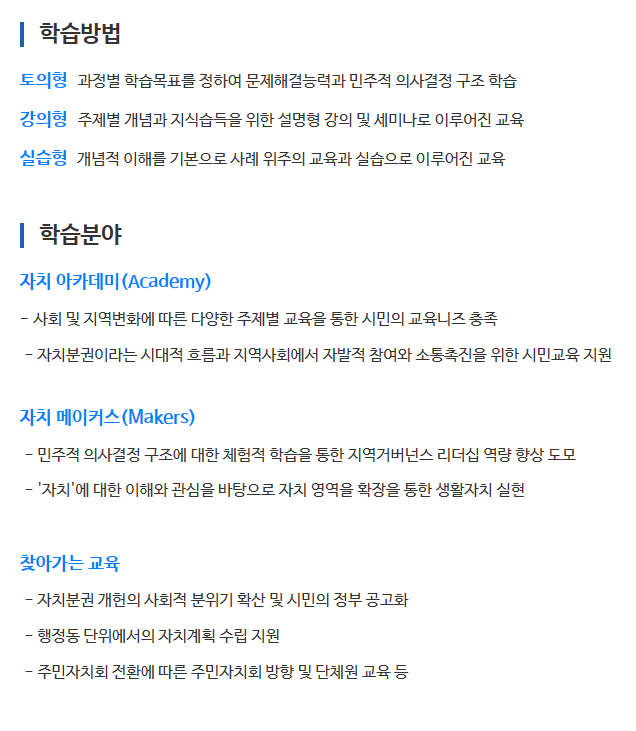 학습방법
토의형 과정별 학습목표를 정하여 문제해결능력과 민주적 의사결정 구조 학습
강의형 주제별 개념과 지식습득을 위한 설명형 강의 및 세미나로 이루어진 교육
실습형 개념적 이해를 기본으로 사례 위주의 교육과 실습으로 이루어진 교육
학습분야
자치 아카데미(Academy)
- 사회 및 지역변화에 따른 다양한 주제별 교육을 통한 시민의 교육니즈 충족
- 자치분권이라는 시대적 흐름과 지역사회에서 자발적 참여와 소통촉진을 위한 시민교육 지원
자치 메이커스(Makers)
- 민주적 의사결정 구조에 대한 체험적 학습을 통한 지역거버넌스 리더십 역량 향상 도모
- '자치'에 대한 이해와 관심을 바탕으로 자치 영역을 확장을 통한 생활자치 실현
찾아가는 교육
- 자치분권 개헌의 사회적 분위기 확산 및 시민의 정부 공고화
- 행정동 단위에서의 자치계획 수립 지원
- 주민자치회 전환에 따른 주민자치회 방향 및 단체원 교육 등